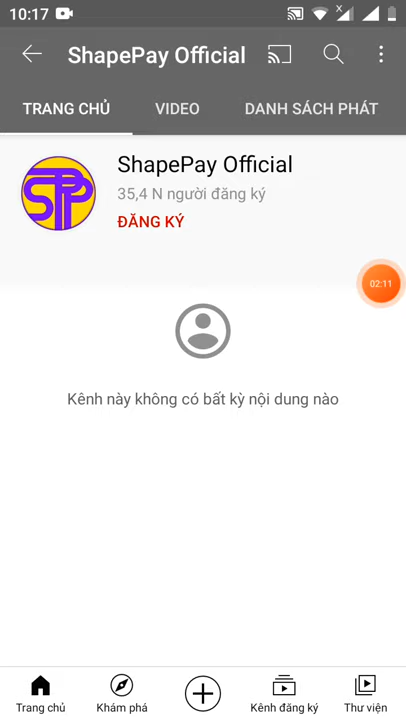 10:17
ShapePay Official
TRANG CHỦ VIDEO DANH SÁCH PHÁT
SPP
ShapePay Official
35,4 N người đăng ký
ĐĂNG KÝ
02:11
Kênh này không có bất kỳ nội dung nào
Trang chủ Khám phá Kênh đăng ký Thư viện